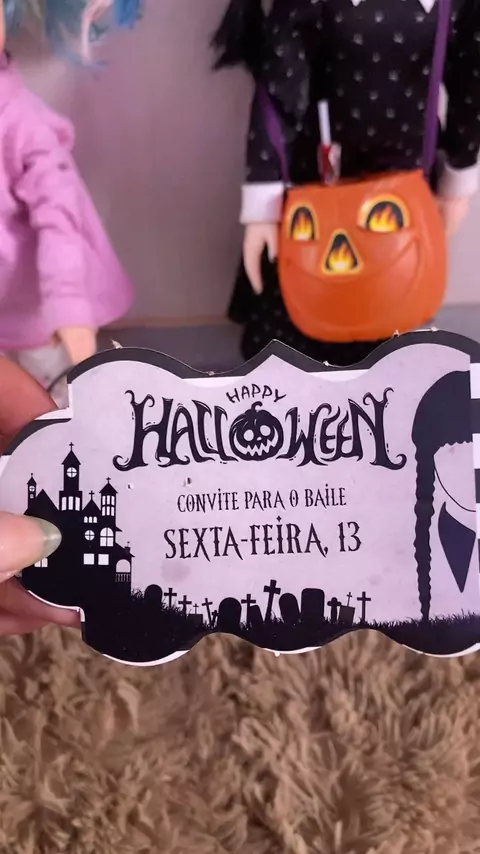 HAPPY
HALLOWEEN
CONVITE PARA O BAILE
SEXTA-FEIRA, 13